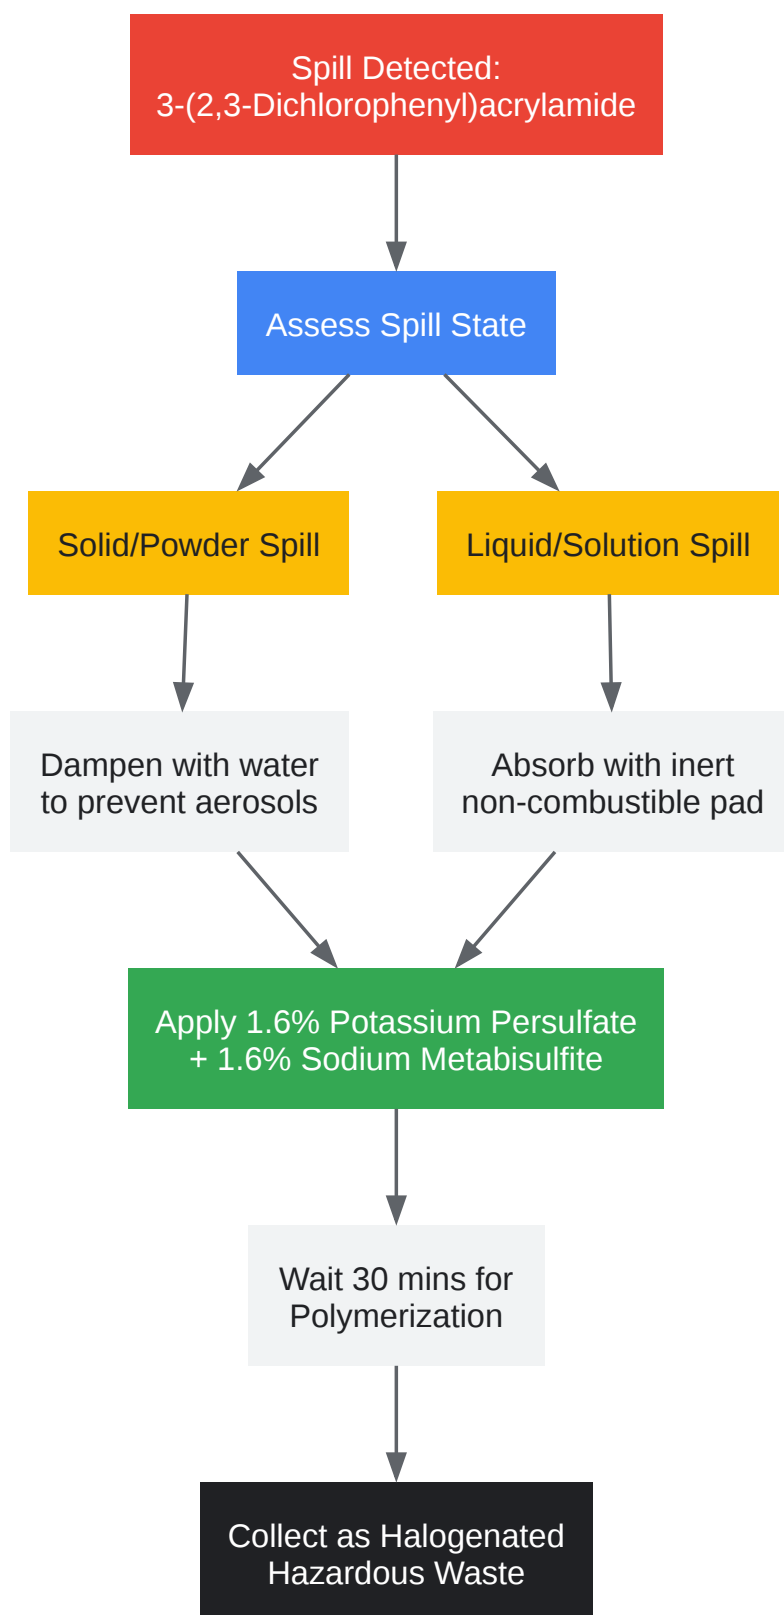 Spill Detected:
3-(2,3-Dichlorophenyl)acrylamide
Assess Spill State
Solid/Powder Spill
Liquid/Solution Spill
Dampen with water
to prevent aerosols
Absorb with inert
non-combustible pad
Apply 1.6% Potassium Persulfate
+ 1.6% Sodium Metabisulfite
Wait 30 mins for
Polymerization
Collect as Halogenated
Hazardous Waste